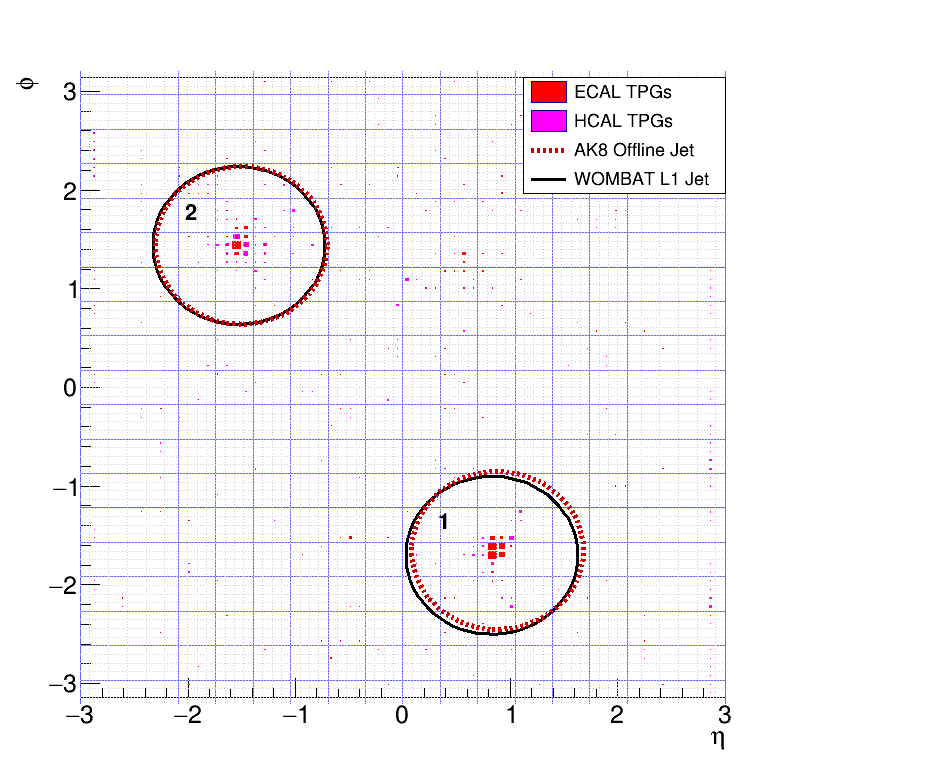 φ
3
2
1
0
−1
−2
−3
ECAL TPGs
HCAL TPGs
AK8 Offline Jet
WOMBAT L1 Jet
2
1
−3 −2 −1 0 1 2 3
η